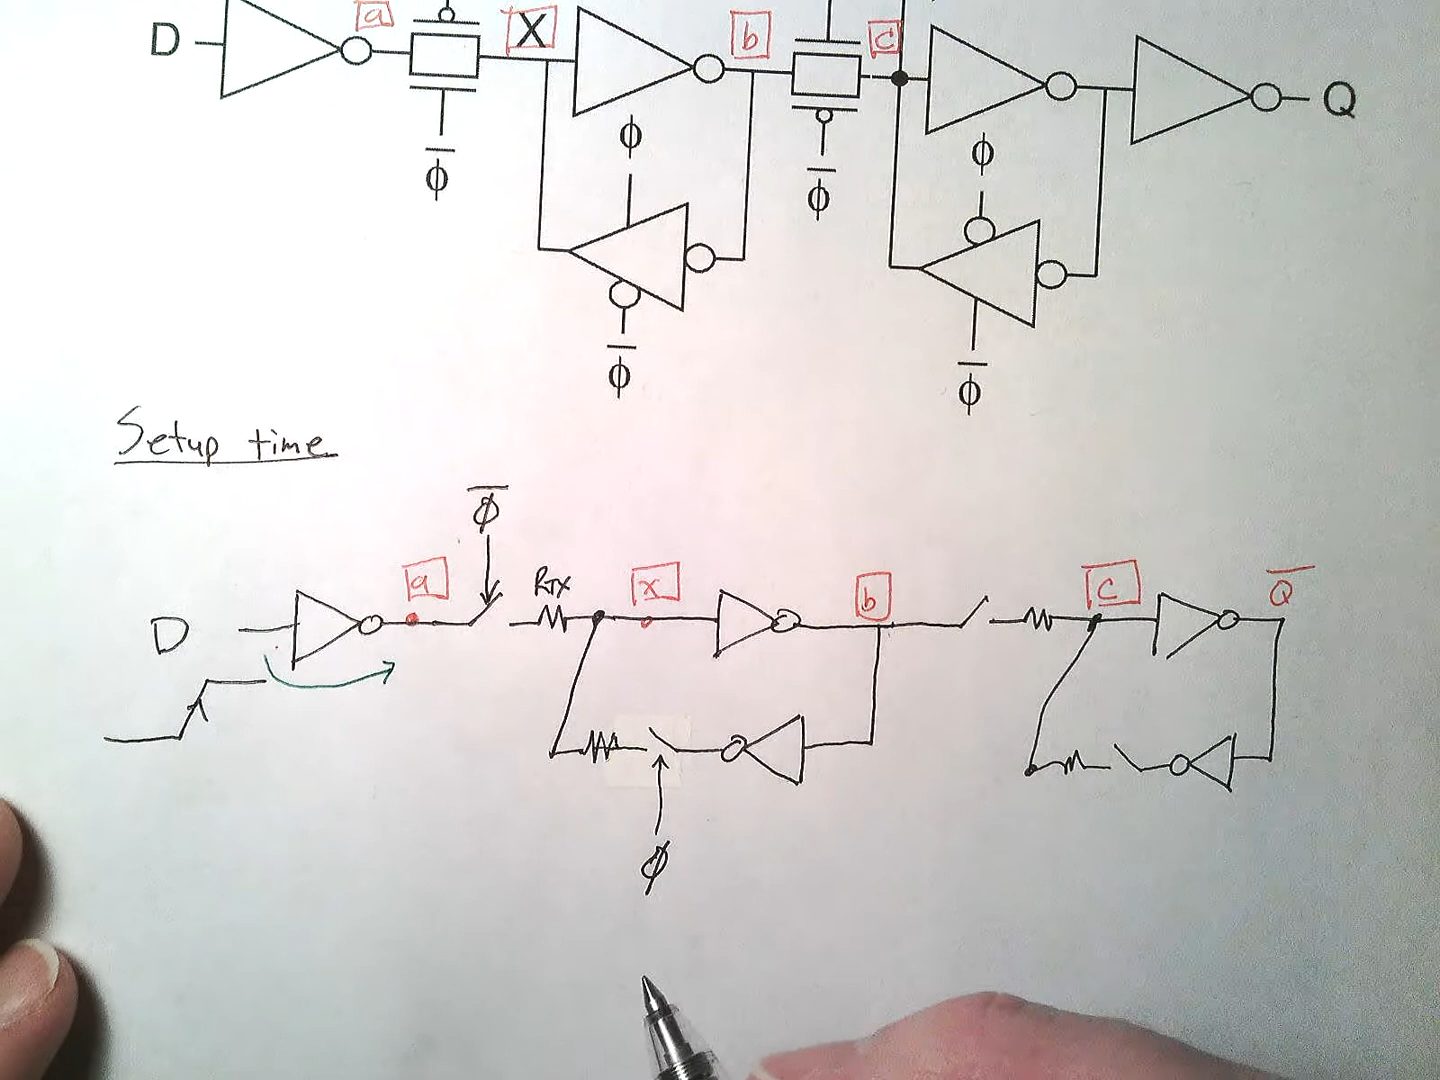 D a X b c Q
ϕ ϕ
ϕ̅ ϕ̅
ϕ̅ ϕ̅
Setup time
ϕ̅
a RTX x b c Q̅
D
ϕ